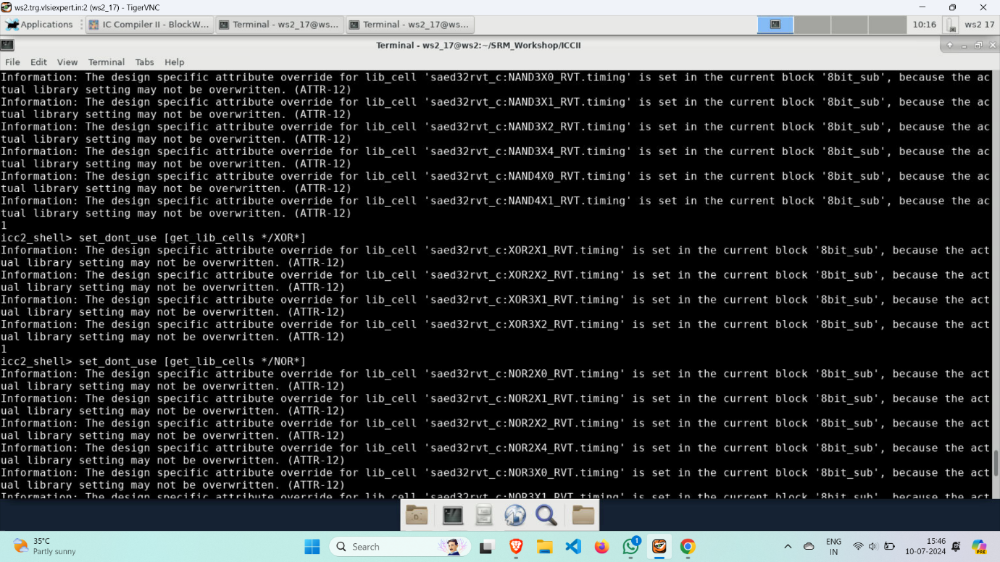 ws2.trg.vlsiexpert.in:2 (ws2_17) - TigerVNC
Applications
IC Compiler II - BlockW...
Terminal - ws2_17@ws...
Terminal - ws2_17@ws...
10:16
ws2 17
Terminal - ws2_17@ws2:~/SRM_Workshop/ICCII
File Edit View Terminal Tabs Help
Information: The design specific attribute override for lib_cell 'saed32rvt_c:NAND3X0_RVT.timing' is set in the current block '8bit_sub', because the ac
tual library setting may not be overwritten. (ATTR-12)
Information: The design specific attribute override for lib_cell 'saed32rvt_c:NAND3X1_RVT.timing' is set in the current block '8bit_sub', because the ac
tual library setting may not be overwritten. (ATTR-12)
Information: The design specific attribute override for lib_cell 'saed32rvt_c:NAND3X2_RVT.timing' is set in the current block '8bit_sub', because the ac
tual library setting may not be overwritten. (ATTR-12)
Information: The design specific attribute override for lib_cell 'saed32rvt_c:NAND3X4_RVT.timing' is set in the current block '8bit_sub', because the ac
tual library setting may not be overwritten. (ATTR-12)
Information: The design specific attribute override for lib_cell 'saed32rvt_c:NAND4X0_RVT.timing' is set in the current block '8bit_sub', because the ac
tual library setting may not be overwritten. (ATTR-12)
Information: The design specific attribute override for lib_cell 'saed32rvt_c:NAND4X1_RVT.timing' is set in the current block '8bit_sub', because the ac
tual library setting may not be overwritten. (ATTR-12)
1
icc2_shell> set_dont_use [get_lib_cells */XOR*]
Information: The design specific attribute override for lib_cell 'saed32rvt_c:XOR2X1_RVT.timing' is set in the current block '8bit_sub', because the act
ual library setting may not be overwritten. (ATTR-12)
Information: The design specific attribute override for lib_cell 'saed32rvt_c:XOR2X2_RVT.timing' is set in the current block '8bit_sub', because the act
ual library setting may not be overwritten. (ATTR-12)
Information: The design specific attribute override for lib_cell 'saed32rvt_c:XOR3X1_RVT.timing' is set in the current block '8bit_sub', because the act
ual library setting may not be overwritten. (ATTR-12)
Information: The design specific attribute override for lib_cell 'saed32rvt_c:XOR3X2_RVT.timing' is set in the current block '8bit_sub', because the act
ual library setting may not be overwritten. (ATTR-12)
1
icc2_shell> set_dont_use [get_lib_cells */NOR*]
Information: The design specific attribute override for lib_cell 'saed32rvt_c:NOR2X0_RVT.timing' is set in the current block '8bit_sub', because the act
ual library setting may not be overwritten. (ATTR-12)
Information: The design specific attribute override for lib_cell 'saed32rvt_c:NOR2X1_RVT.timing' is set in the current block '8bit_sub', because the act
ual library setting may not be overwritten. (ATTR-12)
Information: The design specific attribute override for lib_cell 'saed32rvt_c:NOR2X2_RVT.timing' is set in the current block '8bit_sub', because the act
ual library setting may not be overwritten. (ATTR-12)
Information: The design specific attribute override for lib_cell 'saed32rvt_c:NOR2X4_RVT.timing' is set in the current block '8bit_sub', because the act
ual library setting may not be overwritten. (ATTR-12)
Information: The design specific attribute override for lib_cell 'saed32rvt_c:NOR3X0_RVT.timing' is set in the current block '8bit_sub', because the act
ual library setting may not be overwritten. (ATTR-12)
Information: The design specific attribute override for lib_cell 'saed32rvt_c:NOR3X1_RVT.timing' is set in the current block '8bit_sub', because the act
35°C
Partly sunny
Search
1
ENG
IN
15:46
10-07-2024
PRE